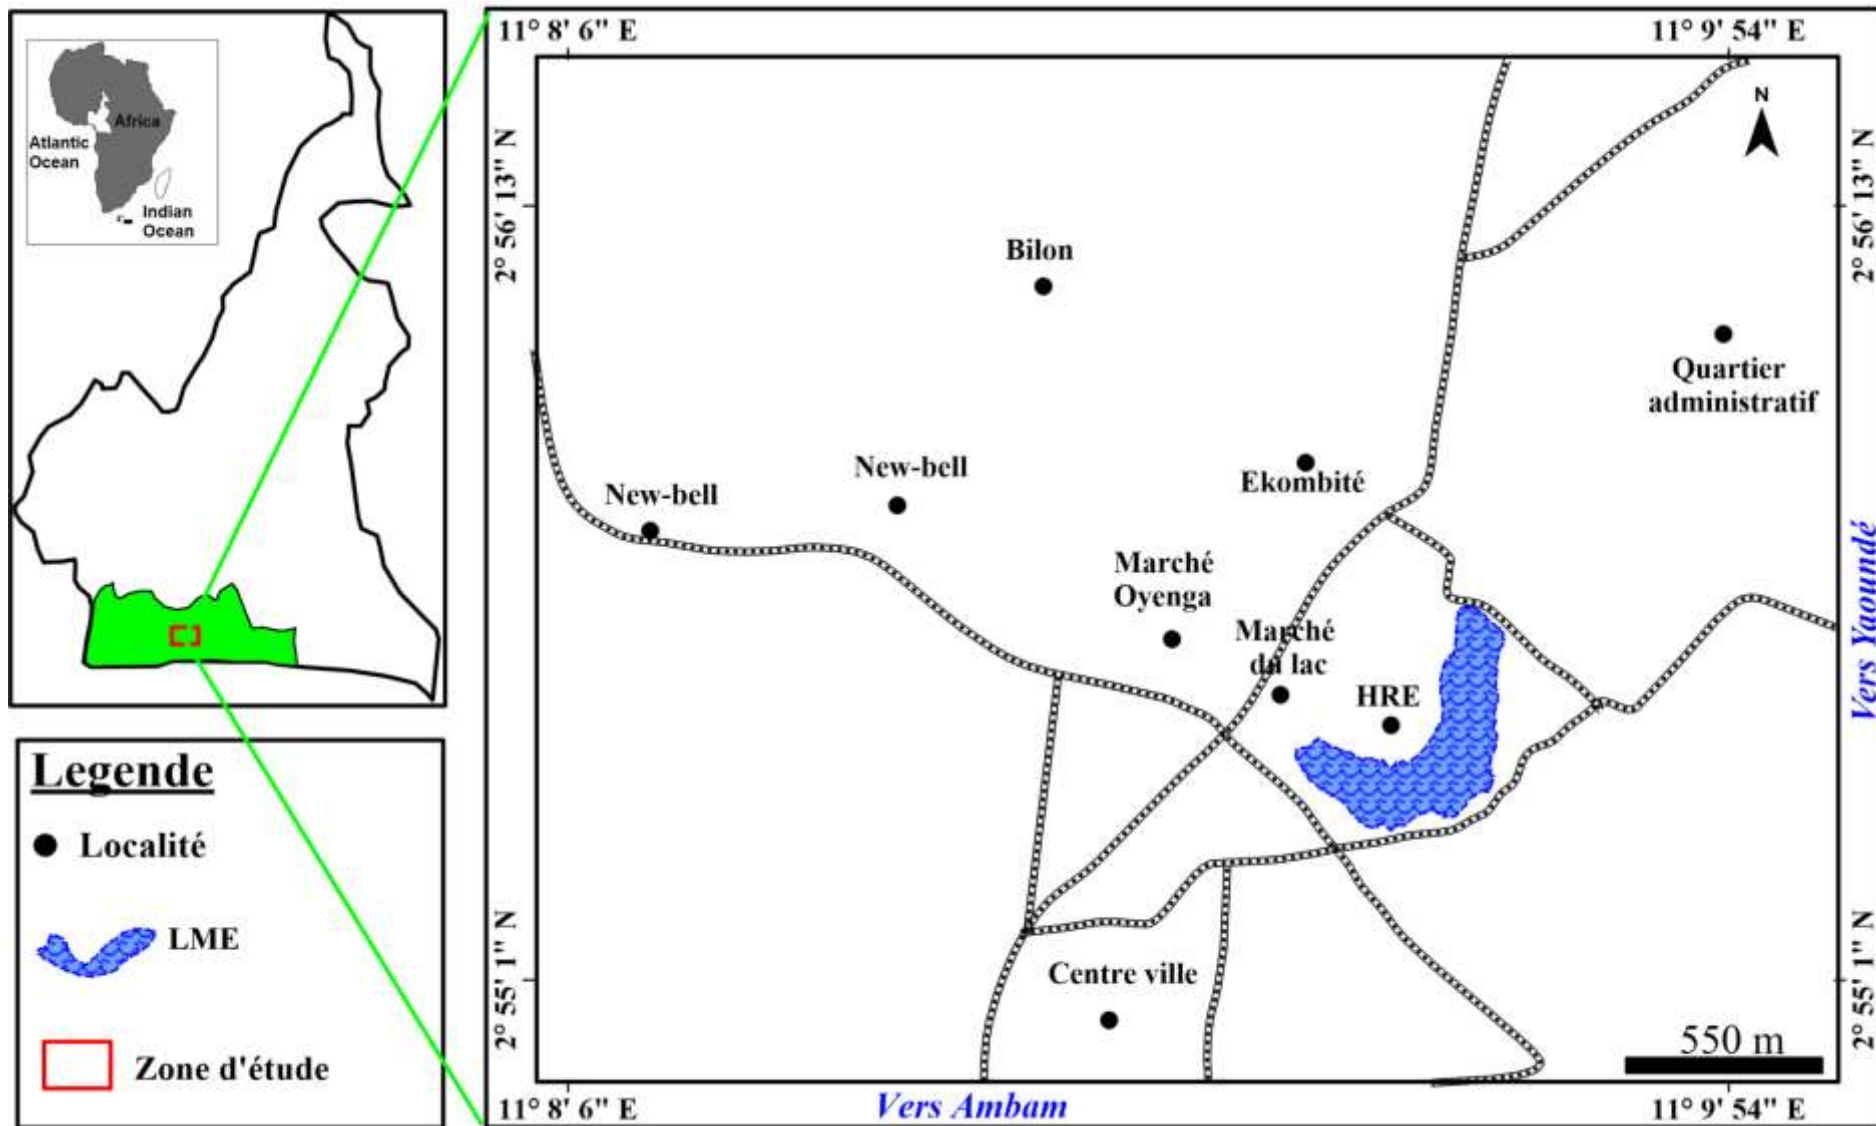 Africa
Atlantic
Ocean
Indian
Ocean
Legende
Localité
LME
Zone d'étude
11° 8' 6" E
11° 9' 54" E
2° 56' 13" N
2° 56' 13" N
N
Bilon
Quartier
administratif
New-bell
New-bell
Ekombité
Marché
Oyenga
Marché
du lac
HRE
Vers Yaoundé
Centre ville
2° 55' 1" N
2° 55' 1" N
550 m
11° 8' 6" E
Vers Ambam
11° 9' 54" E